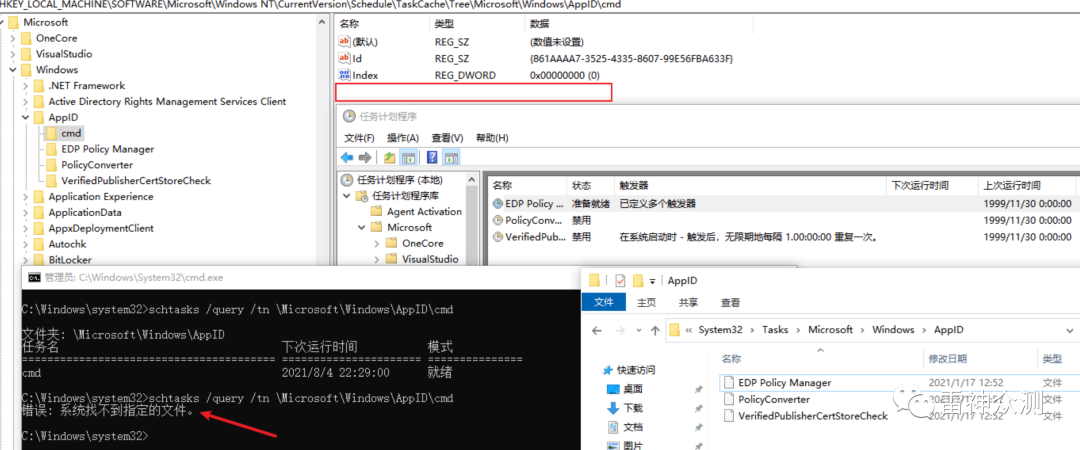 HKEY_LOCAL_MACHINE\SOFTWARE\Microsoft\Windows NT\CurrentVersion\Schedule\TaskCache\Tree\Microsoft\Windows\AppID\cmd
Microsoft
OneCore
VisualStudio
Windows
.NET Framework
Active Directory Rights Management Services Client
AppID
cmd
EDP Policy Manager
PolicyConverter
VerifiedPublisherCertStoreCheck
Application Experience
ApplicationData
AppxDeploymentClient
Autochk
BitLocker
名称 类型 数据
(默认) REG_SZ (数值未设置)
Id REG_SZ {861AAAA7-3525-4335-8607-99E56FBA633F}
Index REG_DWORD 0x00000000 (0)
任务计划程序
文件(F) 操作(A) 查看(V) 帮助(H)
任务计划程序 (本地)
任务计划程序库
Agent Activation
Microsoft
OneCore
VisualStudio
名称 状态 触发器 下次运行时间 上次运行时间
EDP Policy ... 准备就绪 已定义多个触发器 1999/11/30 0:00:00
PolicyConv... 禁用 1999/11/30 0:00:00
VerifiedPub... 禁用 在系统启动时 - 触发后，无限期地每隔 1.00:00:00 重复一次。 1999/11/30 0:00:00
管理员: C:\Windows\System32\cmd.exe
C:\Windows\system32>schtasks /query /tn \Microsoft\Windows\AppID\cmd
文件夹: \Microsoft\Windows\AppID
任务名 下次运行时间 模式
======================================== ====================== ===============
cmd 2021/8/4 22:29:00 就绪
C:\Windows\system32>schtasks /query /tn \Microsoft\Windows\AppID\cmd
错误: 系统找不到指定的文件。
C:\Windows\system32>
AppID
文件 主页 共享 查看
« System32 > Tasks > Microsoft > Windows > AppID
快速访问
桌面
下载
文档
图片
名称 修改日期 类型
EDP Policy Manager 2021/1/17 12:52 文件
PolicyConverter 2021/1/17 12:52 文件
VerifiedPublisherCertStoreCheck 2021/1/17 12:52 文件
雷神众测